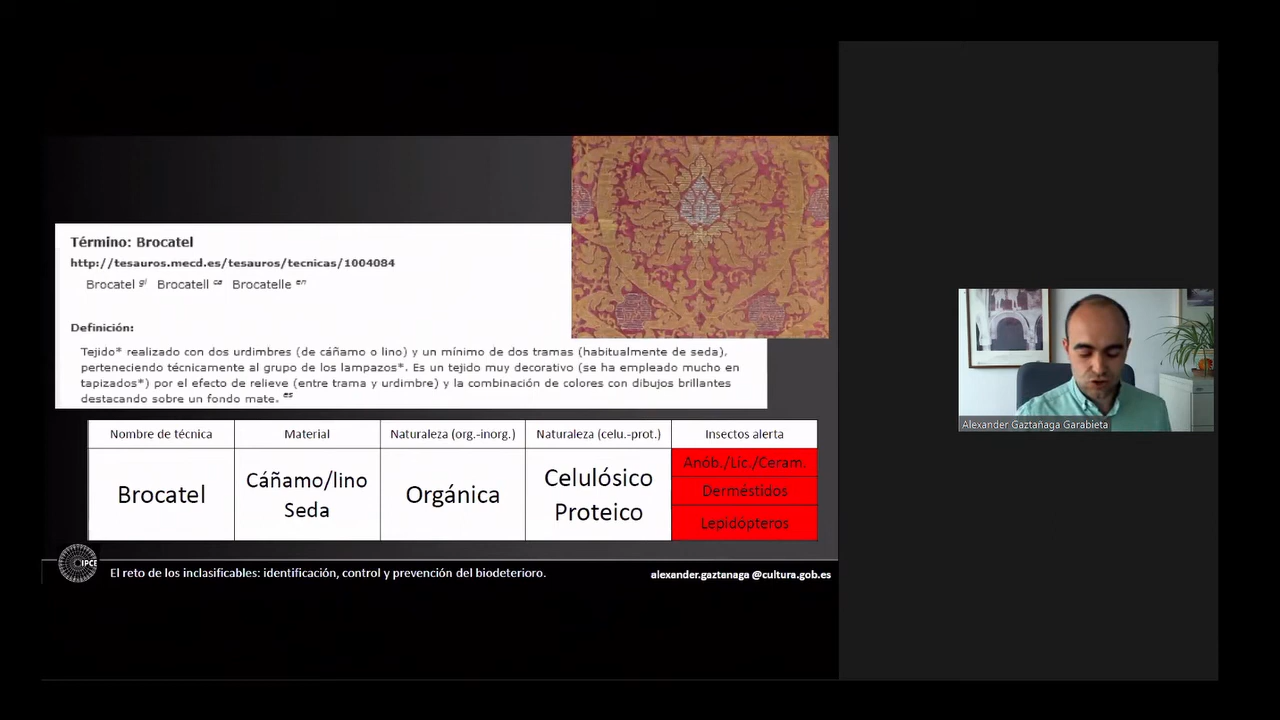 Término: Brocatel
http://tesauros.mecd.es/tesauros/tecnicas/1004084
Brocatel gl Brocatell ca Brocatelle en
Definición:
Tejido* realizado con dos urdimbres (de cáñamo o lino) y un mínimo de dos tramas (habitualmente de seda),
perteneciendo técnicamente al grupo de los lampazos*. Es un tejido muy decorativo (se ha empleado mucho en
tapizados*) por el efecto de relieve (entre trama y urdimbre) y la combinación de colores con dibujos brillantes
destacando sobre un fondo mate. es
Nombre de técnica Material Naturaleza (org.-inorg.) Naturaleza (celu.-prot.) Insectos alerta
Brocatel
Cáñamo/lino
Seda
Orgánica
Celulósico
Proteico
Anób./Líc./Ceram.
Derméstidos
Lepidópteros
IPCE
El reto de los inclasificables: identificación, control y prevención del biodeterioro.
alexander.gaztanaga @cultura.gob.es
Alexander Gaztañaga Garabieta